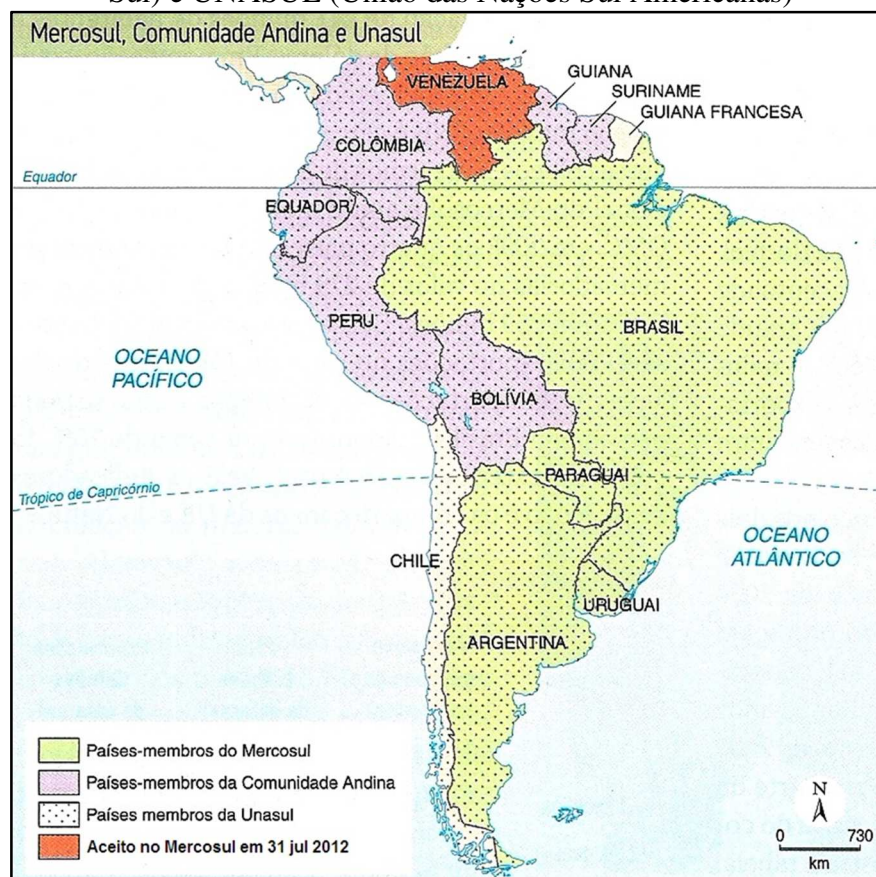 Sul) e UNASUL (União das Nações Sul Americanas)
Mercosul, Comunidade Andina e Unasul
VENEZUELA
GUIANA
SURINAME
GUIANA FRANCESA
COLÔMBIA
Equador
EQUADOR
PERU
BRASIL
OCEANO
PACÍFICO
BOLÍVIA
PARAGUAI
Trópico de Capricórnio
CHILE
OCEANO
ATLÂNTICO
URUGUAI
ARGENTINA
Países-membros do Mercosul
Países-membros da Comunidade Andina
Países membros da Unasul
Aceito no Mercosul em 31 jul 2012
N
0 730
km